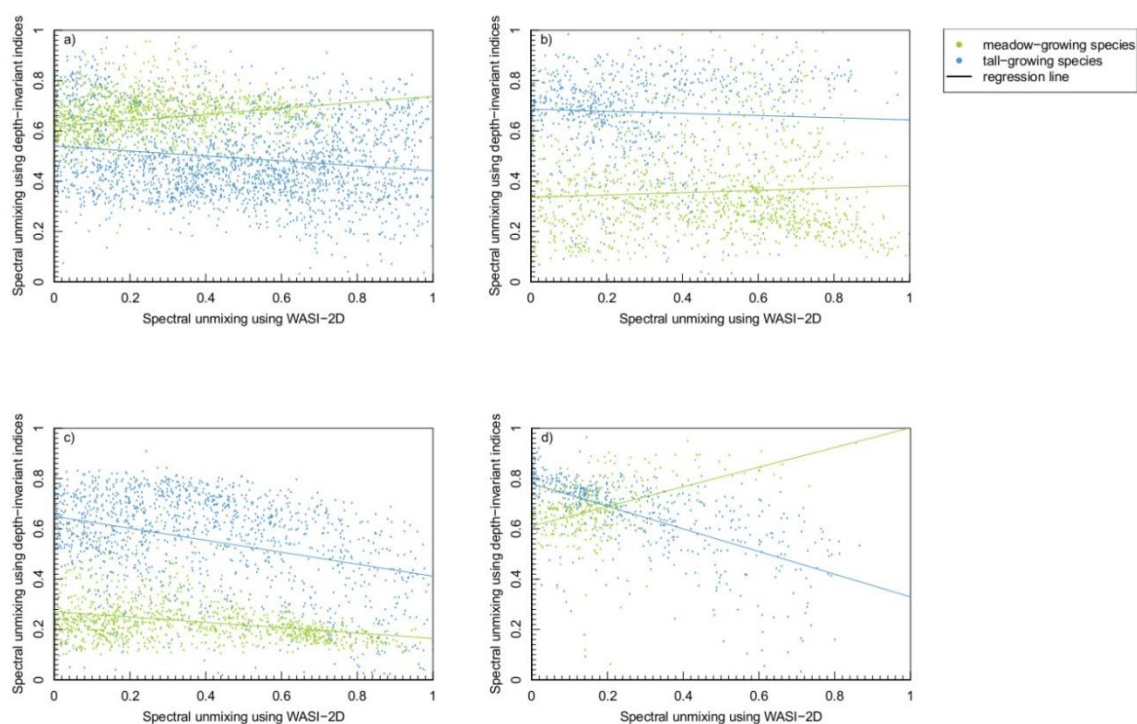 a)
Spectral unmixing using depth−invariant indices
0 0.2 0.4 0.6 0.8 1
0 0.2 0.4 0.6 0.8 1
Spectral unmixing using WASI−2D
b)
Spectral unmixing using depth−invariant indices
0 0.2 0.4 0.6 0.8 1
0 0.2 0.4 0.6 0.8 1
Spectral unmixing using WASI−2D
meadow−growing species
tall−growing species
regression line
c)
Spectral unmixing using depth−invariant indices
0 0.2 0.4 0.6 0.8 1
0 0.2 0.4 0.6 0.8 1
Spectral unmixing using WASI−2D
d)
Spectral unmixing using depth−invariant indices
0 0.2 0.4 0.6 0.8 1
0 0.2 0.4 0.6 0.8 1
Spectral unmixing using WASI−2D